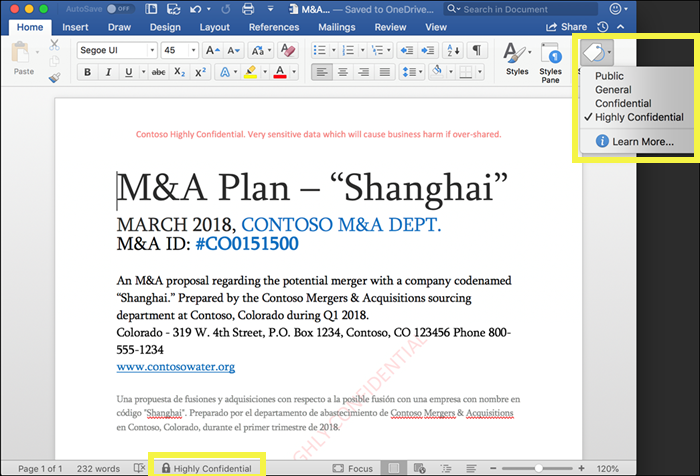 AutoSave OFF
M&A... — Saved to OneDrive...
Search in Document
Home Insert Draw Design Layout References Mailings Review View
Share
Paste
Segoe UI 45
B I U abc X₂ X²
Styles
Styles Pane
Public
General
Confidential
✓ Highly Confidential
Learn More...
Contoso Highly Confidential. Very sensitive data which will cause business harm if over-shared.
M&A Plan – “Shanghai”
MARCH 2018, CONTOSO M&A DEPT.
M&A ID: #CO0151500
An M&A proposal regarding the potential merger with a company codenamed
“Shanghai.” Prepared by the Contoso Mergers & Acquisitions sourcing
department at Contoso, Colorado during Q1 2018.
Colorado - 319 W. 4th Street, P.O. Box 1234, Contoso, CO 123456 Phone 800-
555-1234
www.contosowater.org
Una propuesta de fusiones y adquisiciones con respecto a la posible fusión con una empresa con nombre en
código "Shanghai". Preparado por el departamento de abastecimiento de Contoso Mergers & Acquisitions
en Contoso, Colorado, durante el primer trimestre de 2018.
GHLY CONFIDENTIAL
Page 1 of 1 232 words Highly Confidential Focus 120%